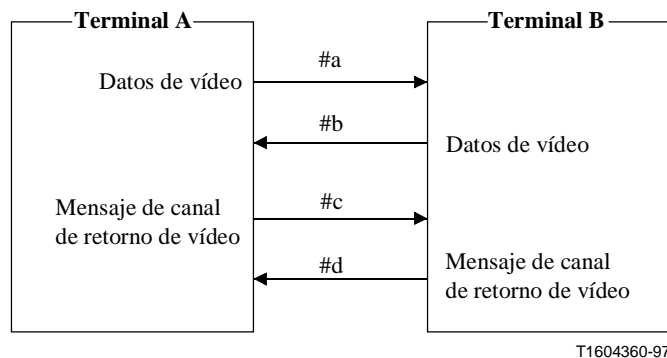 Terminal A
Terminal B
#a
Datos de vídeo
#b
Datos de vídeo
#c
Mensaje de canal
de retorno de vídeo
#d
Mensaje de canal
de retorno de vídeo
T1604360-97